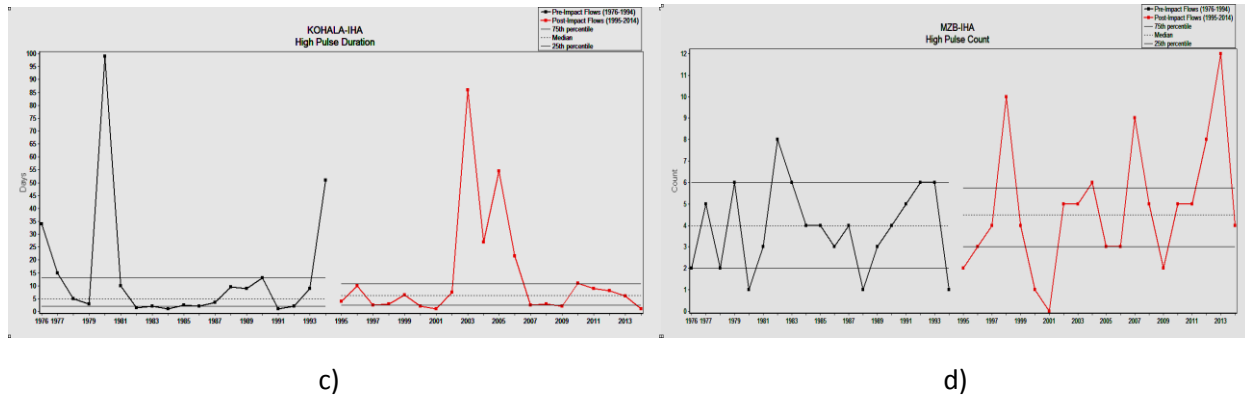 KOHALA-IHA
High Pulse Duration
Pre-Impact Flows (1976-1994)
Post-Impact Flows (1995-2014)
75th percentile
Median
25th percentile
Days
100
95
90
85
80
75
70
65
60
55
50
45
40
35
30
25
20
15
10
5
0
1976 1977 1979 1981 1983 1985 1987 1989 1991 1993 1995 1997 1999 2001 2003 2005 2007 2009 2011 2013
c)
MZB-IHA
High Pulse Count
Pre-Impact Flows (1976-1994)
Post-Impact Flows (1995-2014)
75th percentile
Median
25th percentile
Count
12
11
10
9
8
7
6
5
4
3
2
1
0
1976 1977 1979 1981 1983 1985 1987 1989 1991 1993 1995 1997 1999 2001 2003 2005 2007 2009 2011 2013
d)